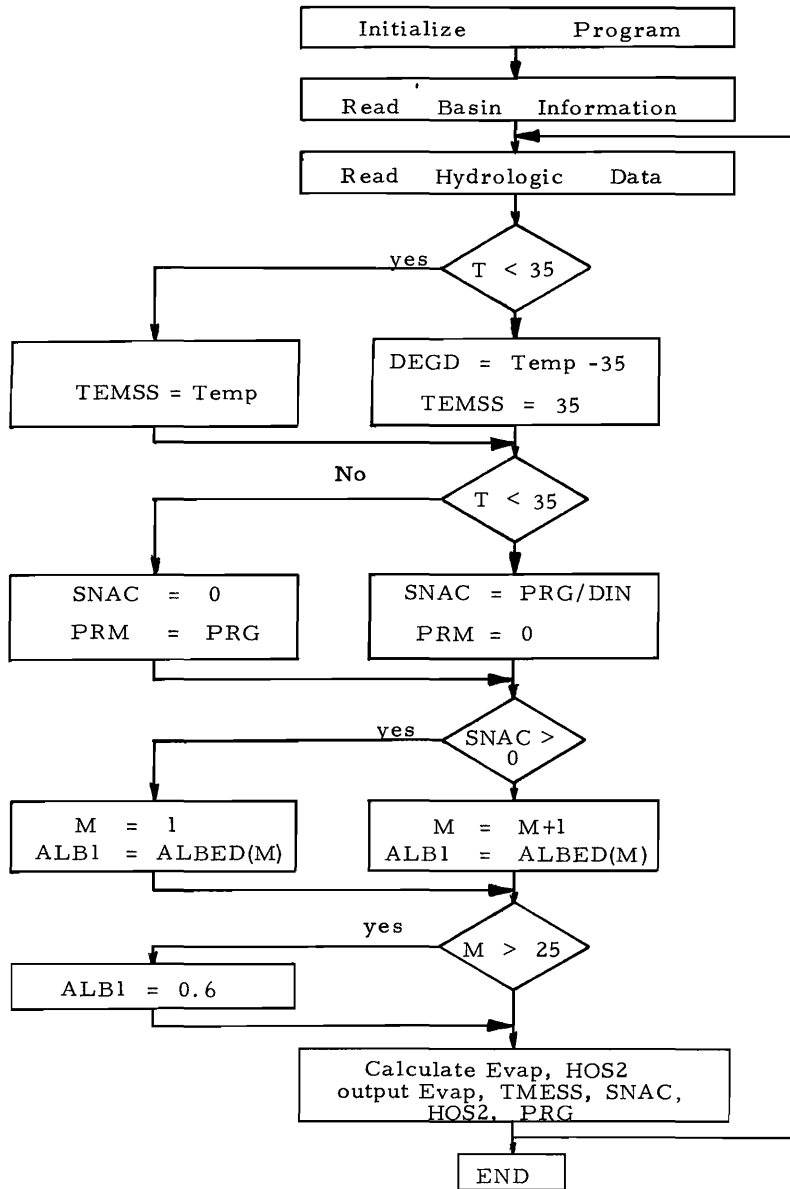 Initialize Program
Read Basin Information
Read Hydrologic Data
yes
T < 35
TEMSS = Temp
DEGD = Temp -35
TEMSS = 35
No
T < 35
SNAC = 0
PRM = PRG
SNAC = PRG/DIN
PRM = 0
yes
SNAC >
0
M = 1
ALB1 = ALBED(M)
M = M+1
ALB1 = ALBED(M)
yes
M > 25
ALB1 = 0.6
Calculate Evap, HOS2
output Evap, TMESS, SNAC,
HOS2, PRG
END